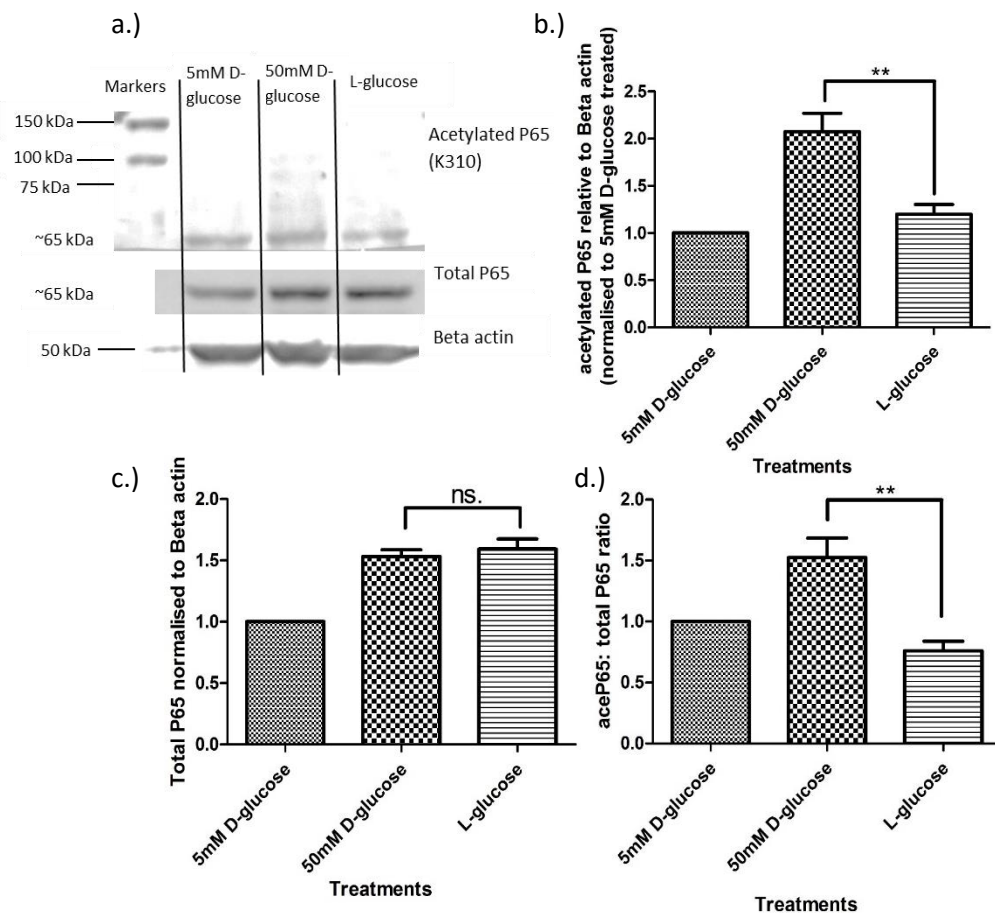 a.)
Markers
5mM D-
glucose
50mM D-
glucose
L-glucose
150 kDa
100 kDa
75 kDa
~65 kDa
~65 kDa
50 kDa
Acetylated P65
(K310)
Total P65
Beta actin
b.)
acetylated P65 relative to Beta actin
(normalised to 5mM D-glucose treated)
2.5
2.0
1.5
1.0
0.5
0.0
**
5mM D-glucose
50mM D-glucose
L-glucose
Treatments
c.)
Total P65 normalised to Beta actin
2.0
1.5
1.0
0.5
0.0
ns.
5mM D-glucose
50mM D-glucose
L-glucose
Treatments
d.)
aceP65: total P65 ratio
2.0
1.5
1.0
0.5
0.0
**
5mM D-glucose
50mM D-glucose
L-glucose
Treatments